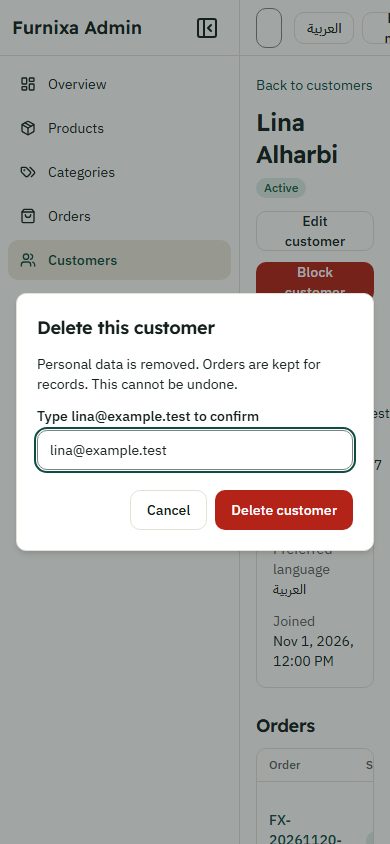 Furnixa Admin
العربية
Overview
Products
Categories
Orders
Customers
Back to customers
Lina
Alharbi
Active
Edit
customer
Block
customer
Delete this customer
Personal data is removed. Orders are kept for
records. This cannot be undone.
Type lina@example.test to confirm
lina@example.test
Cancel
Delete customer
Preferred
language
العربية
Joined
Nov 1, 2026,
12:00 PM
Orders
Order
FX-
20261120-